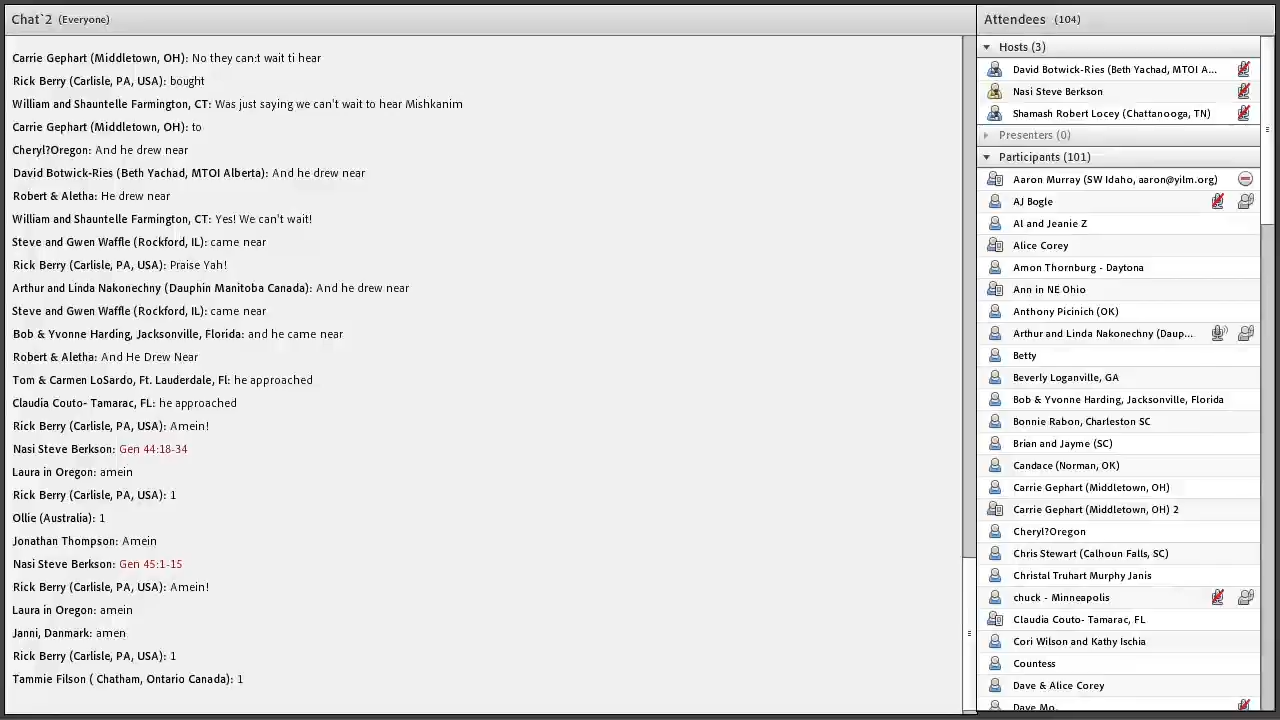 Chat`2 (Everyone)
Carrie Gephart (Middletown, OH): No they can:t wait ti hear
Rick Berry (Carlisle, PA, USA): bought
William and Shauntelle Farmington, CT: Was just saying we can't wait to hear Mishkanim
Carrie Gephart (Middletown, OH): to
Cheryl?Oregon: And he drew near
David Botwick-Ries (Beth Yachad, MTOI Alberta): And he drew near
Robert & Aletha: He drew near
William and Shauntelle Farmington, CT: Yes! We can't wait!
Steve and Gwen Waffle (Rockford, IL): came near
Rick Berry (Carlisle, PA, USA): Praise Yah!
Arthur and Linda Nakonechny (Dauphin Manitoba Canada): And he drew near
Steve and Gwen Waffle (Rockford, IL): came near
Bob & Yvonne Harding, Jacksonville, Florida: and he came near
Robert & Aletha: And He Drew Near
Tom & Carmen LoSardo, Ft. Lauderdale, Fl: he approached
Claudia Couto- Tamarac, FL: he approached
Rick Berry (Carlisle, PA, USA): Amein!
Nasi Steve Berkson: Gen 44:18-34
Laura in Oregon: amein
Rick Berry (Carlisle, PA, USA): 1
Ollie (Australia): 1
Jonathan Thompson: Amein
Nasi Steve Berkson: Gen 45:1-15
Rick Berry (Carlisle, PA, USA): Amein!
Laura in Oregon: amein
Janni, Danmark: amen
Rick Berry (Carlisle, PA, USA): 1
Tammie Filson ( Chatham, Ontario Canada): 1
Attendees (104)
Hosts (3)
David Botwick-Ries (Beth Yachad, MTOI A...
Nasi Steve Berkson
Shamash Robert Locey (Chattanooga, TN)
Presenters (0)
Participants (101)
Aaron Murray (SW Idaho, aaron@yilm.org)
AJ Bogle
Al and Jeanie Z
Alice Corey
Amon Thornburg - Daytona
Ann in NE Ohio
Anthony Picinich (OK)
Arthur and Linda Nakonechny (Daup...
Betty
Beverly Loganville, GA
Bob & Yvonne Harding, Jacksonville, Florida
Bonnie Rabon, Charleston SC
Brian and Jayme (SC)
Candace (Norman, OK)
Carrie Gephart (Middletown, OH)
Carrie Gephart (Middletown, OH) 2
Cheryl?Oregon
Chris Stewart (Calhoun Falls, SC)
Christal Truhart Murphy Janis
chuck - Minneapolis
Claudia Couto- Tamarac, FL
Cori Wilson and Kathy Ischia
Countess
Dave & Alice Corey
Dave Mo.